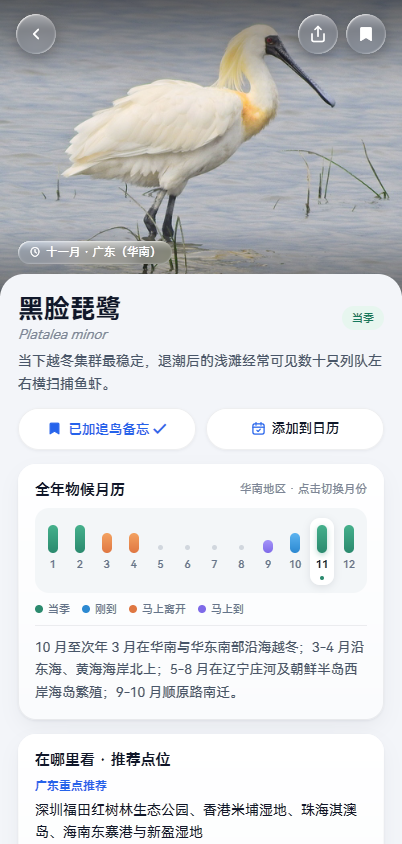 十一月 · 广东（华南）
黑脸琵鹭
Platalea minor
当季
当下越冬集群最稳定，退潮后的浅滩经常可见数十只列队左
右横扫捕鱼虾。
已加追鸟备忘
添加到日历
全年物候月历
华南地区 · 点击切换月份
1 2 3 4 5 6 7 8 9 10 11 12
当季 刚到 马上离开 马上到
10 月至次年 3 月在华南与华东南部沿海越冬；3-4 月沿
东海、黄海海岸北上；5-8 月在辽宁庄河及朝鲜半岛西
岸海岛繁殖；9-10 月顺原路南迁。
在哪里看 · 推荐点位
广东重点推荐
深圳福田红树林生态公园、香港米埔湿地、珠海淇澳
岛、海南东寨港与新盈湿地